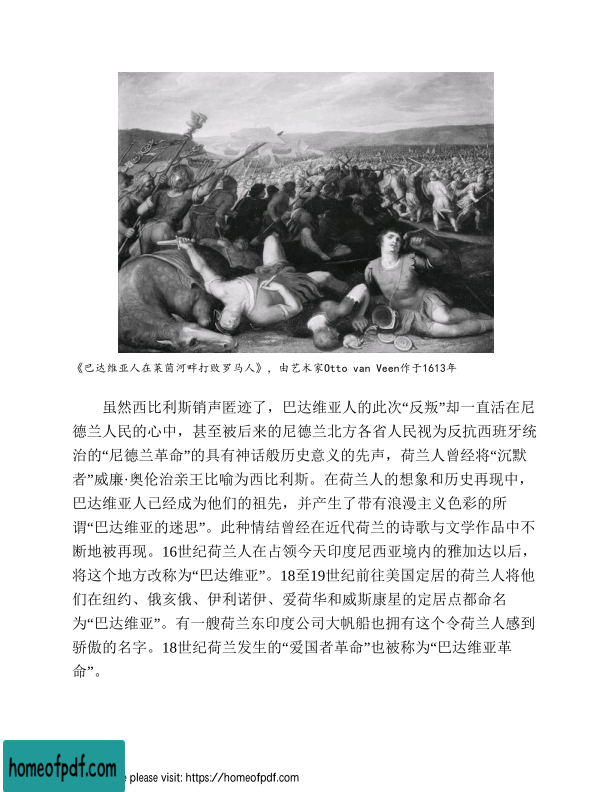 《巴达维亚人在莱茵河畔打败罗马人》，由艺术家Otto van Veen作于1613年
虽然西比利斯销声匿迹了，巴达维亚人的此次“反叛”却一直活在尼
德兰人民的心中，甚至被后来的尼德兰北方各省人民视为反抗西班牙统
治的“尼德兰革命”的具有神话般历史意义的先声，荷兰人曾经将“沉默
者”威廉·奥伦治亲王比喻为西比利斯。在荷兰人的想象和历史再现中，
巴达维亚人已经成为他们的祖先，并产生了带有浪漫主义色彩的所
谓“巴达维亚的迷思”。此种情结曾经在近代荷兰的诗歌与文学作品中不
断地被再现。16世纪荷兰人在占领今天印度尼西亚境内的雅加达以后，
将这个地方改称为“巴达维亚”。18至19世纪前往美国定居的荷兰人将他
们在纽约、俄亥俄、伊利诺伊、爱荷华和威斯康星的定居点都命名
为“巴达维亚”。有一艘荷兰东印度公司大帆船也拥有这个令荷兰人感到
骄傲的名字。18世纪荷兰发生的“爱国者革命”也被称为“巴达维亚革
命”。
homeofpdf.com
e please visit: https://homeofpdf.com